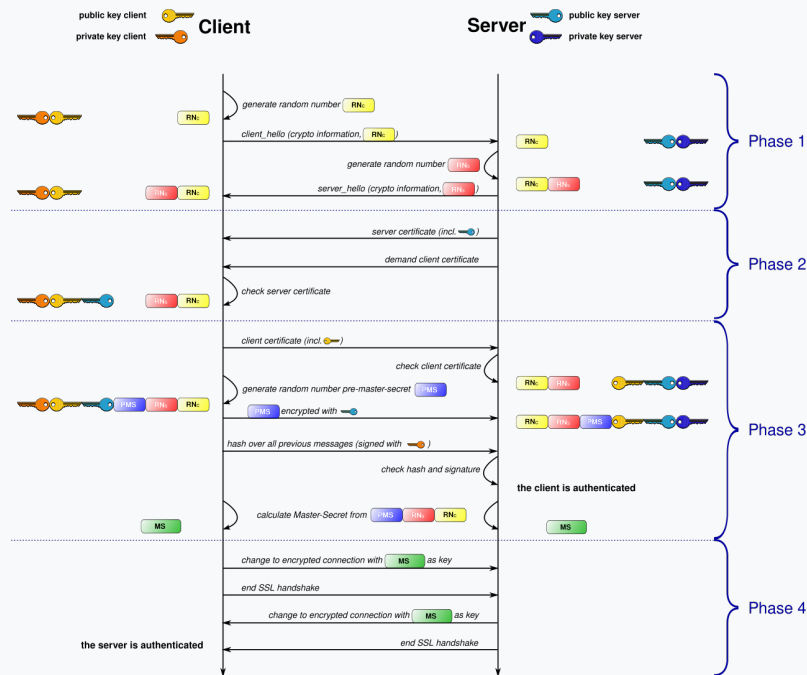 public key client
private key client
Client
Server
public key server
private key server
generate random number RNc
RNc
client_hello (crypto information, RNc )
RNc
Phase 1
generate random number RNs
RNs RNc
server_hello (crypto information, RNs )
RNc RNs
server certificate (incl. )
demand client certificate
Phase 2
check server certificate
RNs RNc
client certificate (incl. )
check client certificate
RNc RNs
generate random number pre-master-secret PMS
PMS RNs RNc
PMS encrypted with
RNc RNs PMS
Phase 3
hash over all previous messages (signed with )
check hash and signature
the client is authenticated
calculate Master-Secret from PMS RNs RNc
MS
MS
change to encrypted connection with MS as key
end SSL handshake
Phase 4
change to encrypted connection with MS as key
the server is authenticated
end SSL handshake